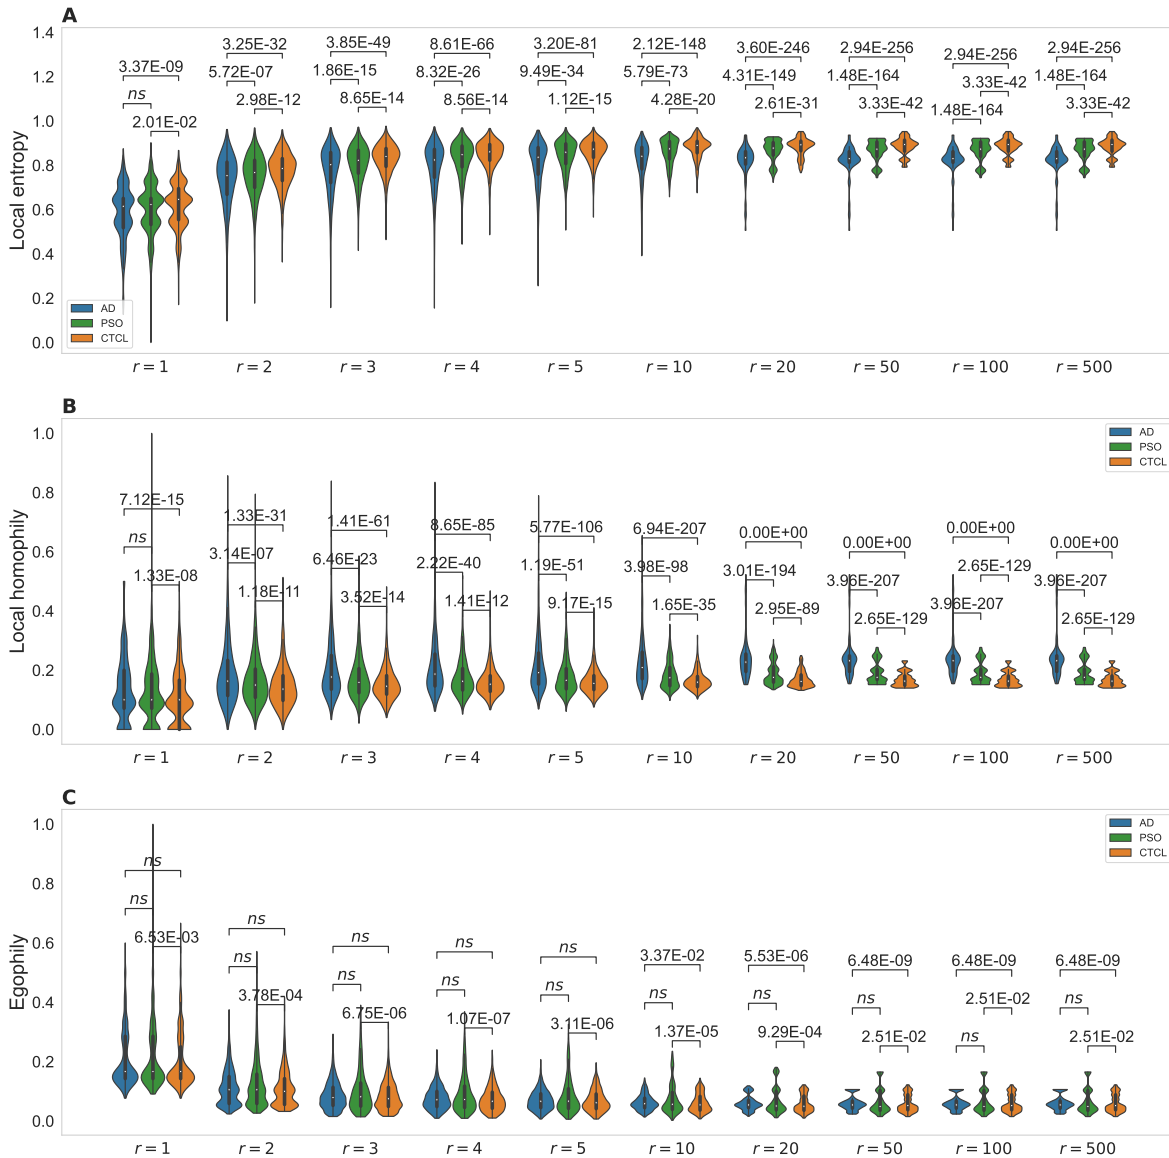 A
1.4
3.25E-32 3.85E-49 8.61E-66 3.20E-81 2.12E-148 3.60E-246 2.94E-256 2.94E-256 2.94E-256
3.37E-09 5.72E-07 1.86E-15 8.32E-26 9.49E-34 5.79E-73 4.31E-149 1.48E-164 3.33E-42 1.48E-164
1.2
ns 2.98E-12 8.65E-14 8.56E-14 1.12E-15 4.28E-20 2.61E-31 3.33E-42 1.48E-164 3.33E-42
2.01E-02
1.0
0.8
0.6
0.4
0.2
0.0
Local entropy
AD
PSO
CTCL
r = 1 r = 2 r = 3 r = 4 r = 5 r = 10 r = 20 r = 50 r = 100 r = 500
B
1.0
0.8
0.6
0.4
0.2
0.0
Local homophily
AD
PSO
CTCL
7.12E-15 1.33E-31 1.41E-61 8.65E-85 5.77E-106 6.94E-207 0.00E+00 0.00E+00 0.00E+00 0.00E+00
ns 3.14E-07 6.46E-23 2.22E-40 1.19E-51 3.98E-98 3.01E-194 3.96E-207 2.65E-129 3.96E-207
1.33E-08 1.18E-11 3.52E-14 1.41E-12 9.17E-15 1.65E-35 2.95E-89 2.65E-129 3.96E-207 2.65E-129
r = 1 r = 2 r = 3 r = 4 r = 5 r = 10 r = 20 r = 50 r = 100 r = 500
C
1.0
0.8
0.6
0.4
0.2
0.0
Egophily
AD
PSO
CTCL
ns ns ns ns ns 3.37E-02 5.53E-06 6.48E-09 6.48E-09 6.48E-09
ns ns ns ns ns ns ns ns 2.51E-02 ns
6.53E-03 3.78E-04 6.75E-06 1.07E-07 3.11E-06 1.37E-05 9.29E-04 2.51E-02 ns 2.51E-02
r = 1 r = 2 r = 3 r = 4 r = 5 r = 10 r = 20 r = 50 r = 100 r = 500